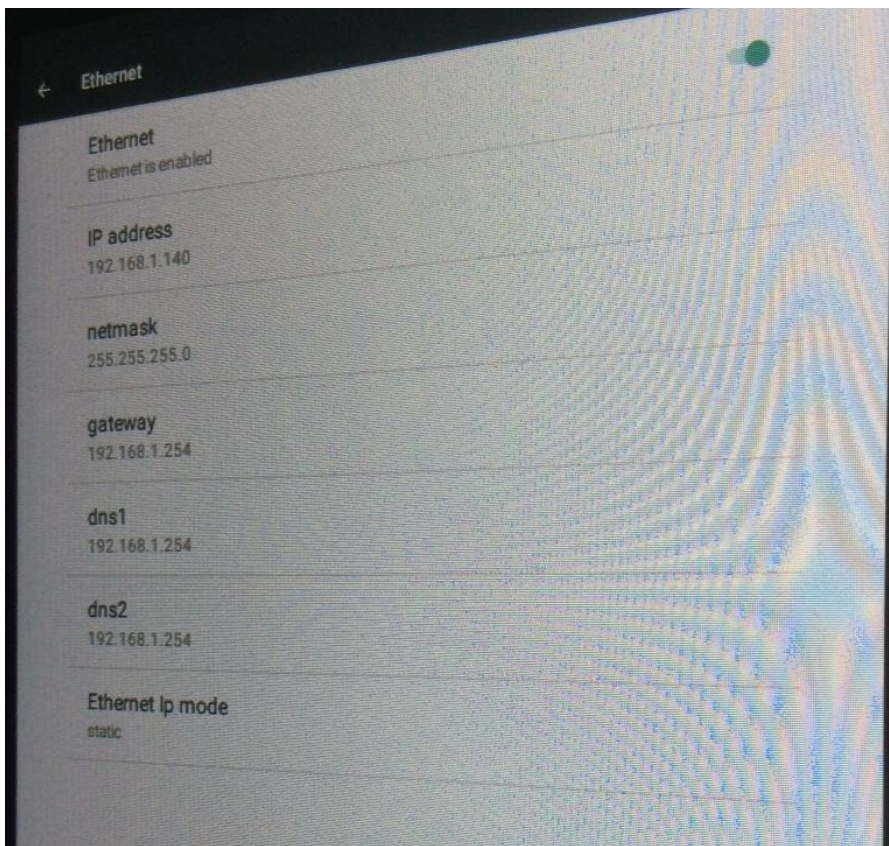 Ethernet
Ethernet
Ethernet is enabled
IP address
192.168.1.140
netmask
255.255.255.0
gateway
192.168.1.254
dns1
192.168.1.254
dns2
192.168.1.254
Ethernet Ip mode
static